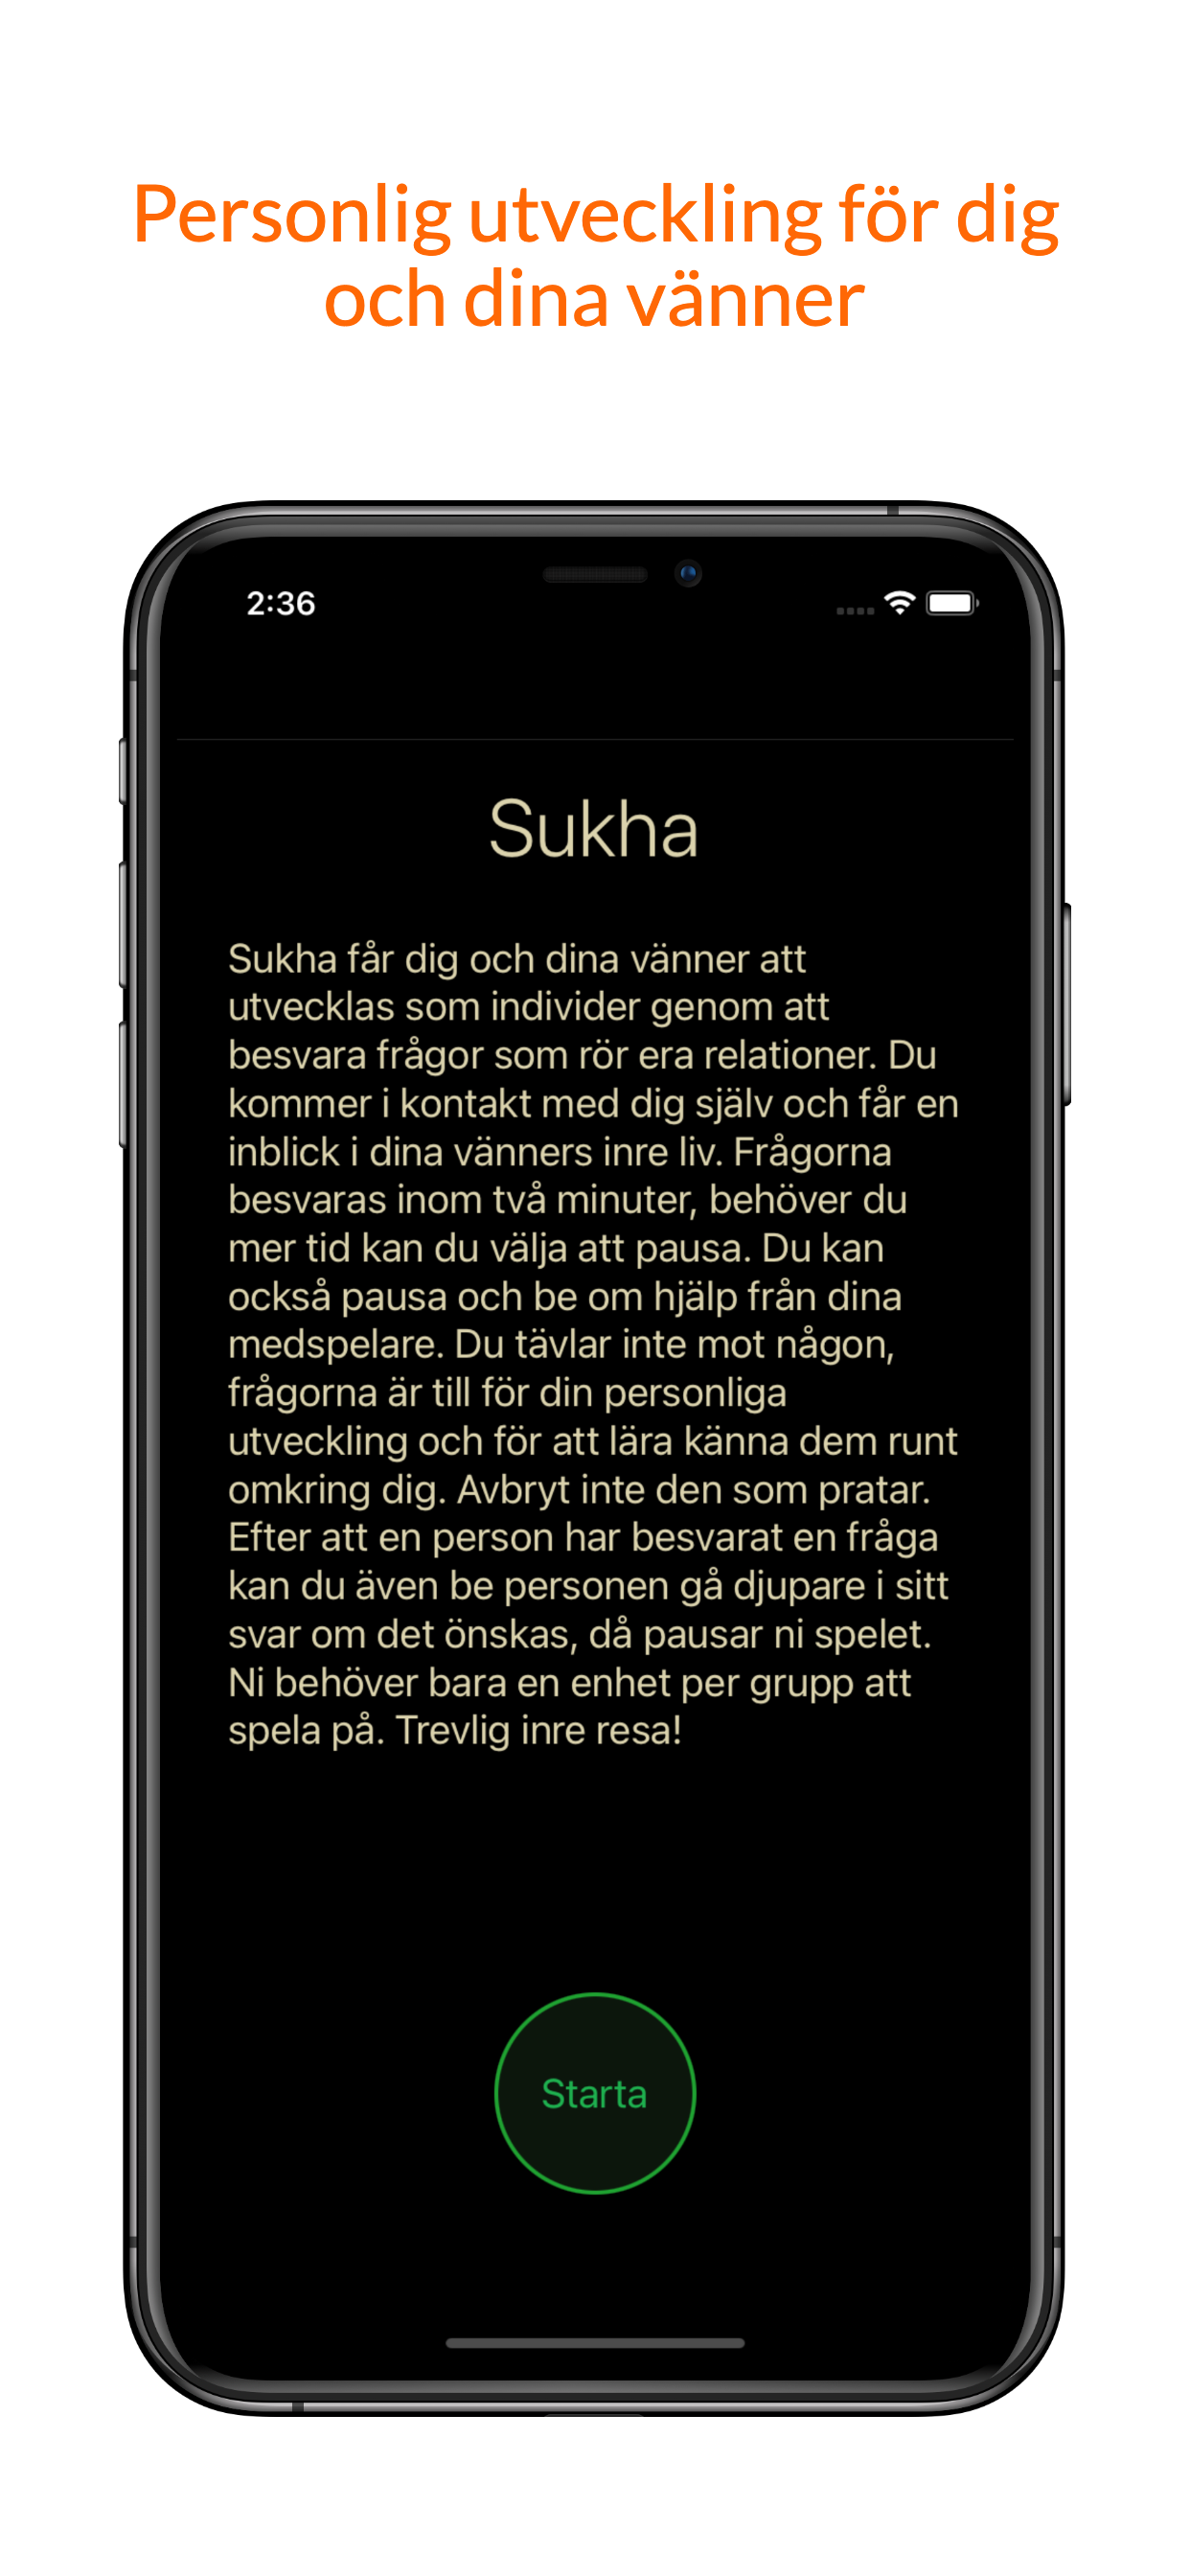 Personlig utveckling för dig
och dina vänner
2:36
Sukha
Sukha får dig och dina vänner att
utvecklas som individer genom att
besvara frågor som rör era relationer. Du
kommer i kontakt med dig själv och får en
inblick i dina vänners inre liv. Frågorna
besvaras inom två minuter, behöver du
mer tid kan du välja att pausa. Du kan
också pausa och be om hjälp från dina
medspelare. Du tävlar inte mot någon,
frågorna är till för din personliga
utveckling och för att lära känna dem runt
omkring dig. Avbryt inte den som pratar.
Efter att en person har besvarat en fråga
kan du även be personen gå djupare i sitt
svar om det önskas, då pausar ni spelet.
Ni behöver bara en enhet per grupp att
spela på. Trevlig inre resa!
Starta